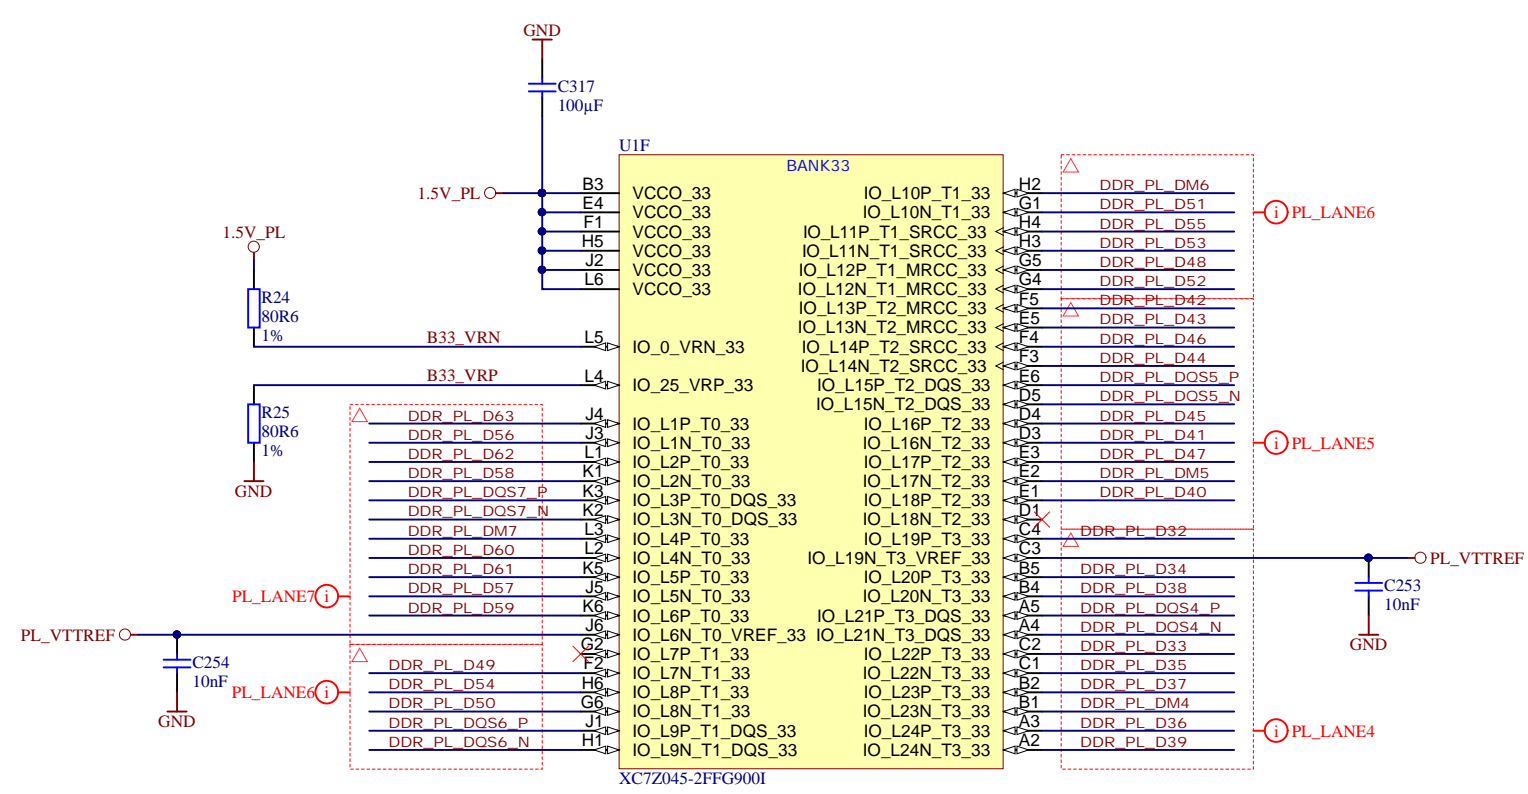 GND
C317
100µF
U1F
BANK33
1.5V_PL
B3 VCCO_33
E4 VCCO_33
F1 VCCO_33
H5 VCCO_33
J2 VCCO_33
L6 VCCO_33
1.5V_PL
R24
80R6
1%
B33_VRN L5 IO_0_VRN_33
B33_VRP L4 IO_25_VRP_33
R25
80R6
1%
GND
DDR_PL_D63 J4 IO_L1P_T0_33
DDR_PL_D56 J3 IO_L1N_T0_33
DDR_PL_D62 L1 IO_L2P_T0_33
DDR_PL_D58 K1 IO_L2N_T0_33
DDR_PL_DQS7_P K3 IO_L3P_T0_DQS_33
DDR_PL_DQS7_N K2 IO_L3N_T0_DQS_33
DDR_PL_DM7 L3 IO_L4P_T0_33
DDR_PL_D60 L2 IO_L4N_T0_33
DDR_PL_D61 K5 IO_L5P_T0_33
PL_LANE7 i DDR_PL_D57 J5 IO_L5N_T0_33
DDR_PL_D59 K6 IO_L6P_T0_33
PL_VTTREF J6 IO_L6N_T0_VREF_33
C254
10nF
GND
G2 IO_L7P_T1_33
DDR_PL_D49 F2 IO_L7N_T1_33
PL_LANE6 i DDR_PL_D54 H6 IO_L8P_T1_33
DDR_PL_D50 G6 IO_L8N_T1_33
DDR_PL_DQS6_P J1 IO_L9P_T1_DQS_33
DDR_PL_DQS6_N H1 IO_L9N_T1_DQS_33
IO_L10P_T1_33 H2 DDR_PL_DM6
IO_L10N_T1_33 G1 DDR_PL_D51 i PL_LANE6
IO_L11P_T1_SRCC_33 H4 DDR_PL_D55
IO_L11N_T1_SRCC_33 H3 DDR_PL_D53
IO_L12P_T1_MRCC_33 G5 DDR_PL_D48
IO_L12N_T1_MRCC_33 G4 DDR_PL_D52
IO_L13P_T2_MRCC_33 F5 DDR_PL_D42
IO_L13N_T2_MRCC_33 E5 DDR_PL_D43
IO_L14P_T2_SRCC_33 F4 DDR_PL_D46
IO_L14N_T2_SRCC_33 F3 DDR_PL_D44
IO_L15P_T2_DQS_33 E6 DDR_PL_DQS5_P
IO_L15N_T2_DQS_33 D5 DDR_PL_DQS5_N
IO_L16P_T2_33 D4 DDR_PL_D45
IO_L16N_T2_33 D3 DDR_PL_D41 i PL_LANE5
IO_L17P_T2_33 E3 DDR_PL_D47
IO_L17N_T2_33 E2 DDR_PL_DM5
IO_L18P_T2_33 E1 DDR_PL_D40
IO_L18N_T2_33 D1
IO_L19P_T3_33 C4 DDR_PL_D32
IO_L19N_T3_VREF_33 C3 PL_VTTREF
C253
10nF
GND
IO_L20P_T3_33 B5 DDR_PL_D34
IO_L20N_T3_33 B4 DDR_PL_D38
IO_L21P_T3_DQS_33 A5 DDR_PL_DQS4_P
IO_L21N_T3_DQS_33 A4 DDR_PL_DQS4_N
IO_L22P_T3_33 C2 DDR_PL_D33
IO_L22N_T3_33 C1 DDR_PL_D35
IO_L23P_T3_33 B2 DDR_PL_D37
IO_L23N_T3_33 B1 DDR_PL_DM4
IO_L24P_T3_33 A3 DDR_PL_D36 i PL_LANE4
IO_L24N_T3_33 A2 DDR_PL_D39
XC7Z045-2FFG900I